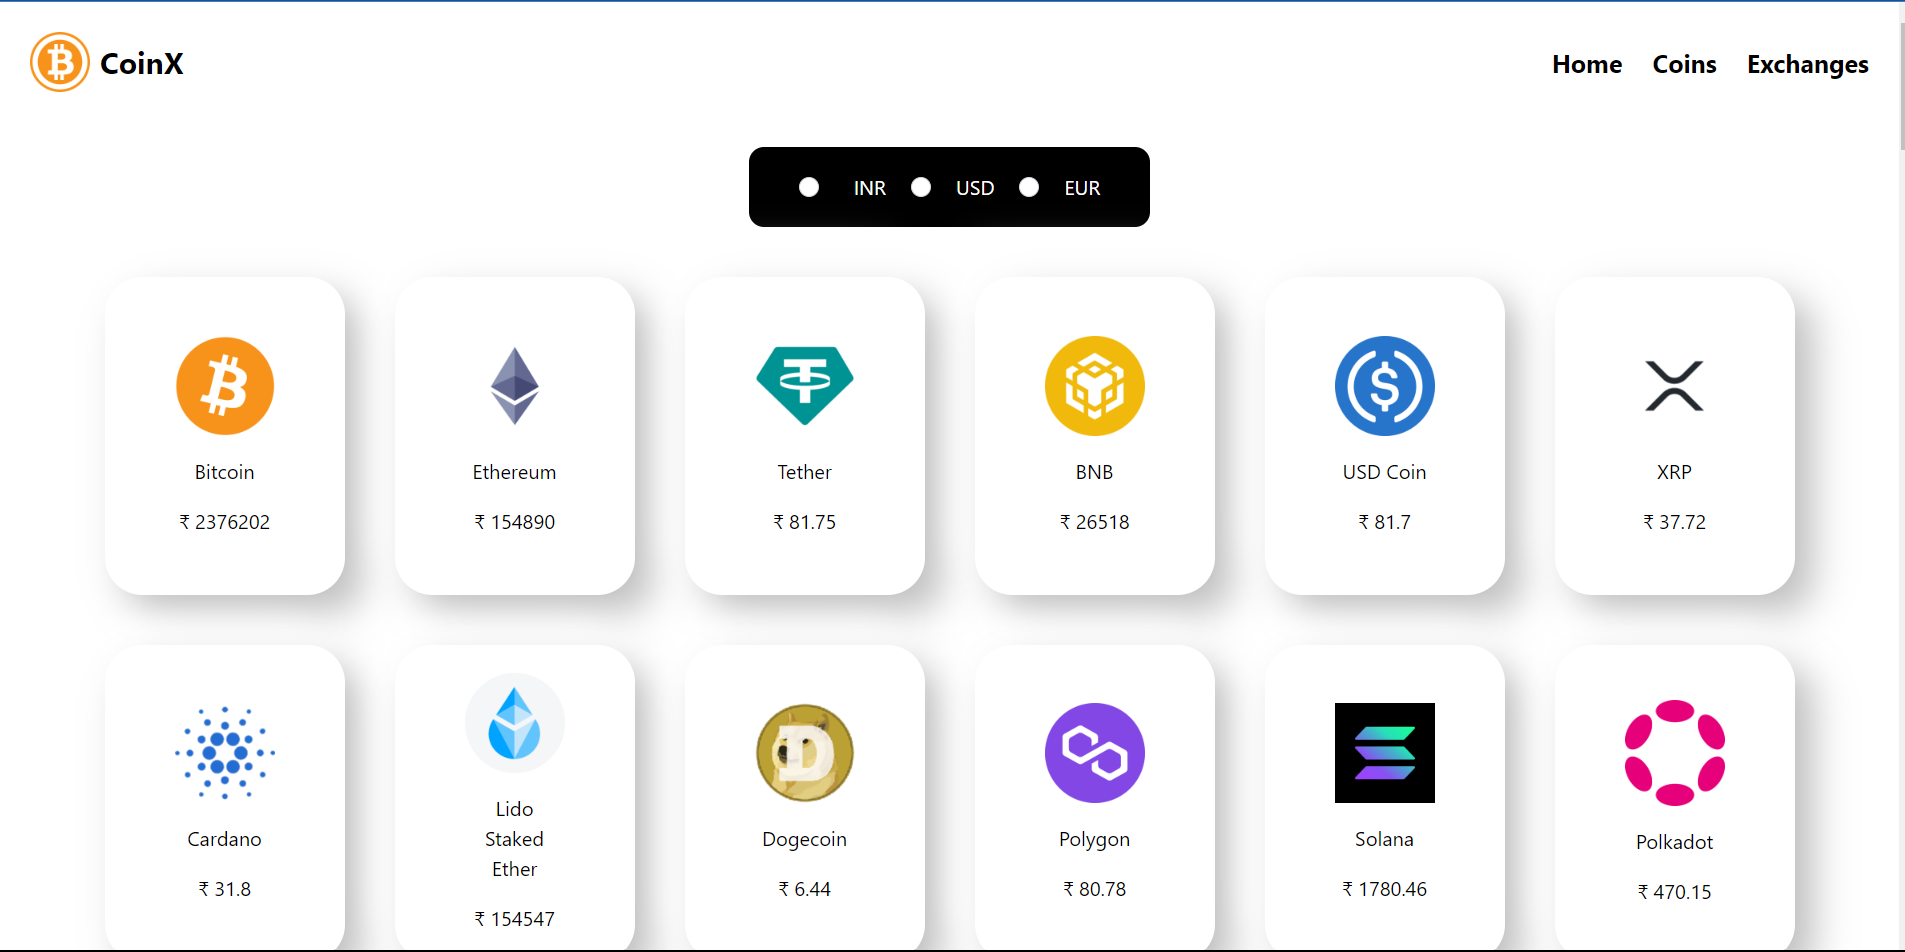 CoinX
Home Coins Exchanges
INR USD EUR
Bitcoin
₹ 2376202
Ethereum
₹ 154890
Tether
₹ 81.75
BNB
₹ 26518
USD Coin
₹ 81.7
XRP
₹ 37.72
Cardano
₹ 31.8
Lido
Staked
Ether
₹ 154547
Dogecoin
₹ 6.44
Polygon
₹ 80.78
Solana
₹ 1780.46
Polkadot
₹ 470.15